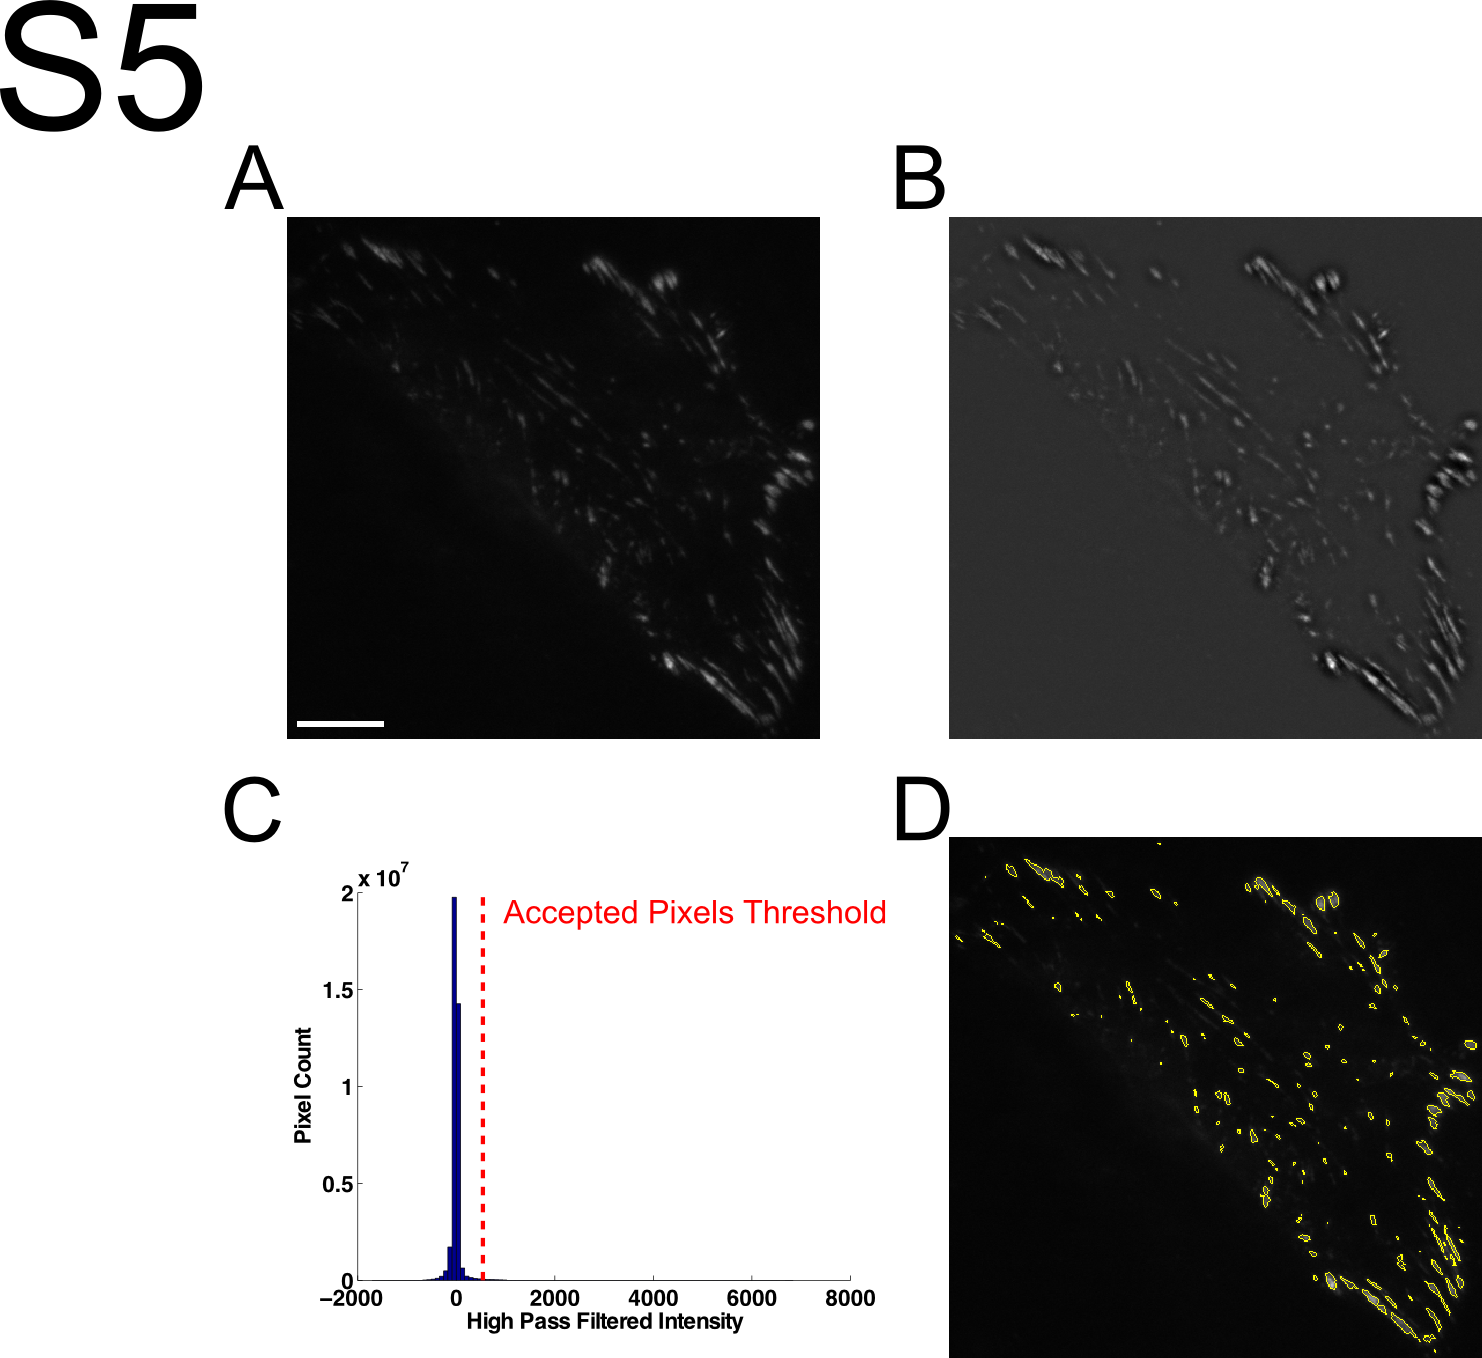 S5
A
B
C
D
x 10^7
2
1.5
1
0.5
0
Accepted Pixels Threshold
Pixel Count
−2000
0
2000
4000
6000
8000
High Pass Filtered Intensity